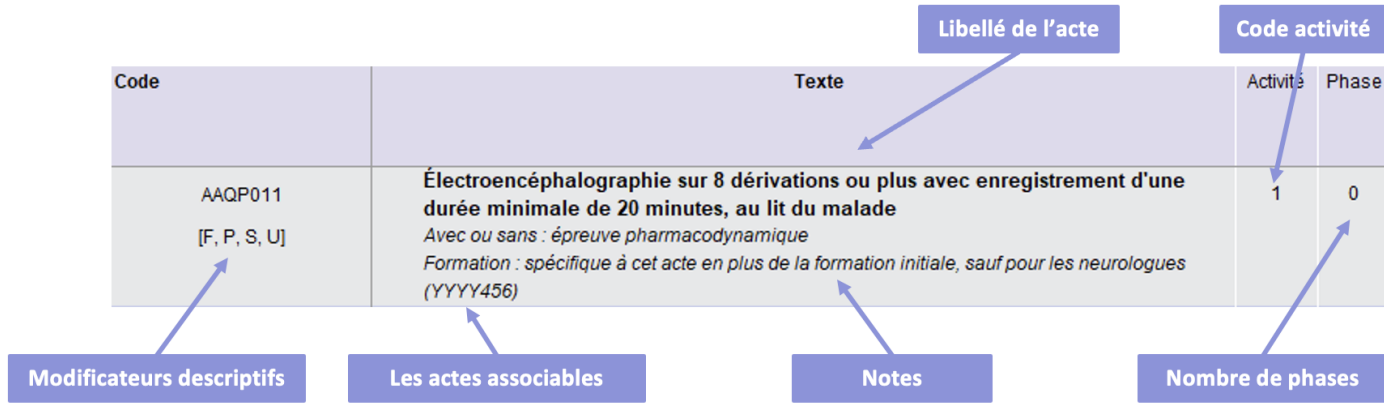 Libellé de l'acte
Code activité
Code
Texte
Activité
Phase
AAQP011
[F, P, S, U]
Électroencéphalographie sur 8 dérivations ou plus avec enregistrement d'une
durée minimale de 20 minutes, au lit du malade
Avec ou sans : épreuve pharmacodynamique
Formation : spécifique à cet acte en plus de la formation initiale, sauf pour les neurologues
(YYYY456)
1
0
Modificateurs descriptifs
Les actes associables
Notes
Nombre de phases